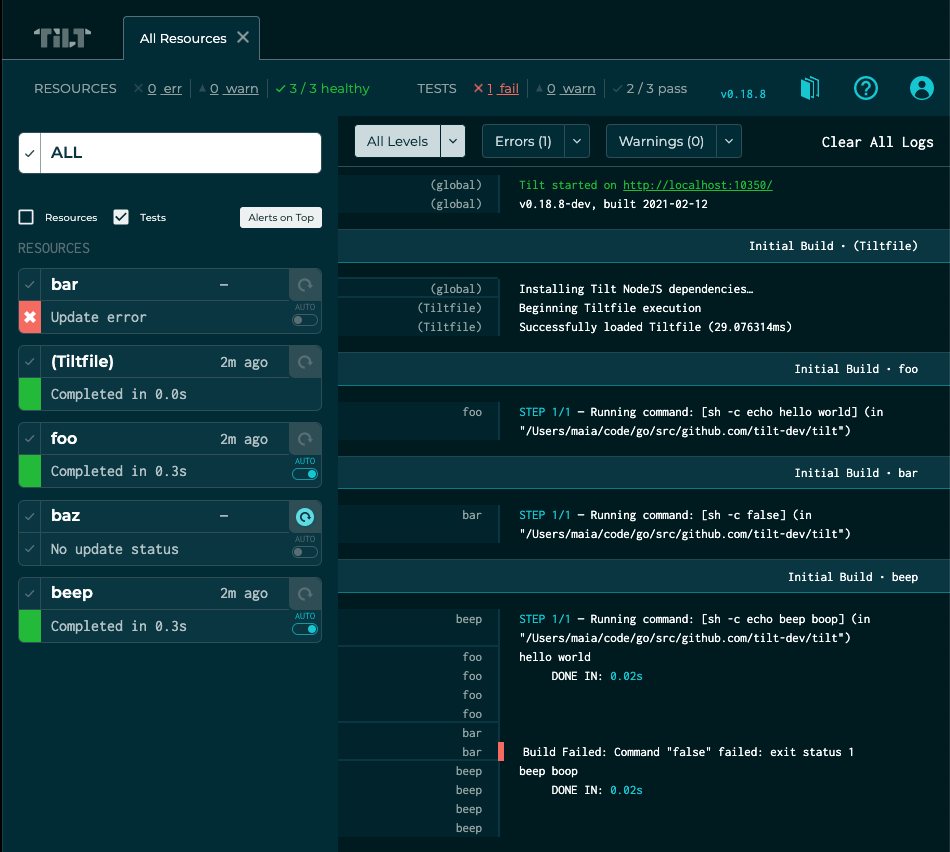 TiLT
All Resources
RESOURCES 0 err 0 warn 3 / 3 healthy TESTS 1 fail 0 warn 2 / 3 pass v0.18.8
ALL
Resources Tests Alerts on Top
RESOURCES
bar –
AUTO
Update error
(Tiltfile) 2m ago
Completed in 0.0s
foo 2m ago
AUTO
Completed in 0.3s
baz –
AUTO
No update status
beep 2m ago
AUTO
Completed in 0.3s
All Levels Errors (1) Warnings (0) Clear All Logs
(global) Tilt started on http://localhost:10350/
(global) v0.18.8-dev, built 2021-02-12
Initial Build • (Tiltfile)
(global) Installing Tilt NodeJS dependencies…
(Tiltfile) Beginning Tiltfile execution
(Tiltfile) Successfully loaded Tiltfile (29.076314ms)
Initial Build • foo
foo STEP 1/1 — Running command: [sh -c echo hello world] (in
"/Users/maia/code/go/src/github.com/tilt-dev/tilt")
Initial Build • bar
bar STEP 1/1 — Running command: [sh -c false] (in
"/Users/maia/code/go/src/github.com/tilt-dev/tilt")
Initial Build • beep
beep STEP 1/1 — Running command: [sh -c echo beep boop] (in
"/Users/maia/code/go/src/github.com/tilt-dev/tilt")
foo hello world
foo DONE IN: 0.02s
foo
foo
bar
bar Build Failed: Command "false" failed: exit status 1
beep beep boop
beep DONE IN: 0.02s
beep
beep